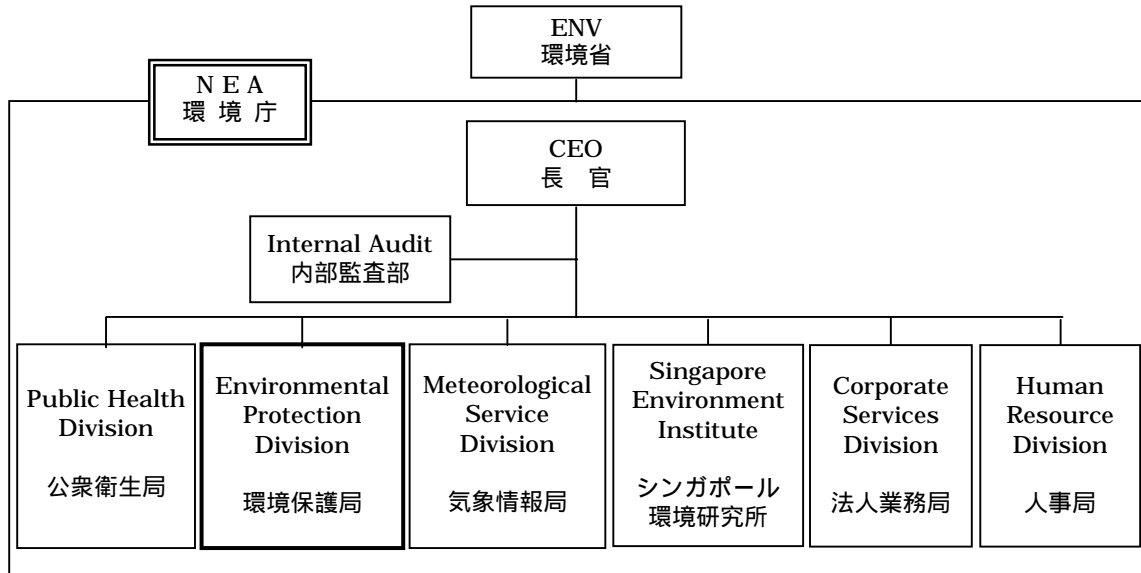 ENV
環境省
N E A
環 境 庁
CEO
長　官
Internal Audit
内部監査部
Public Health
Division
公衆衛生局
Environmental
Protection
Division
環境保護局
Meteorological
Service
Division
気象情報局
Singapore
Environment
Institute
シンガポール
環境研究所
Corporate
Services
Division
法人業務局
Human
Resource
Division
人事局